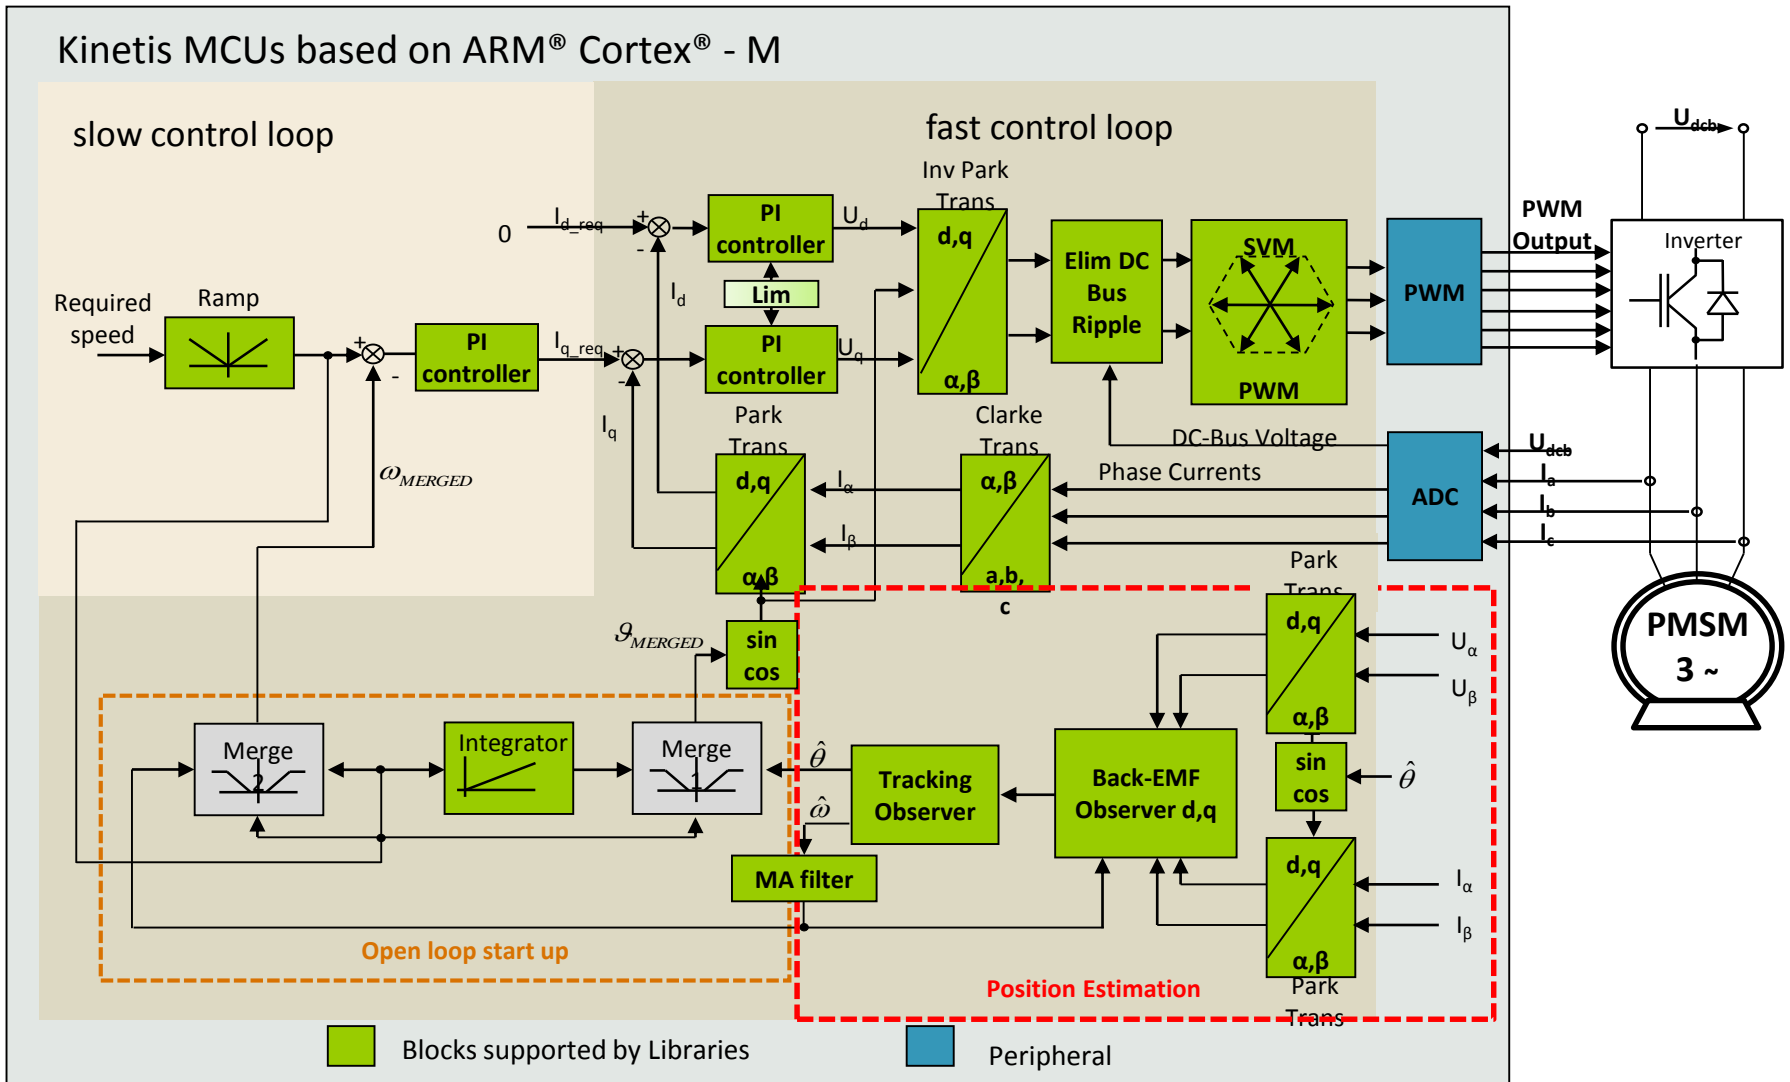 Kinetis MCUs based on ARM® Cortex® - M
slow control loop
fast control loop
U_dcb
Inv Park
Trans
0
I_d_req
+
-
PI
controller
U_d
d,q
α,β
Elim DC
Bus
Ripple
SVM
PWM
PWM
PWM
Output
Inverter
Lim
I_d
Required
speed
Ramp
+
-
PI
controller
I_q_req
+
-
PI
controller
U_q
I_q
Park
Trans
Clarke
Trans
DC-Bus Voltage
Phase Currents
ADC
U_dcb
I_a
I_b
I_c
ω_MERGED
d,q
α,β
I_α
I_β
α,β
a,b,
c
Park
Trans
d,q
α,β
U_α
U_β
PMSM
3 ~
ϑ_MERGED
sin
cos
Merge
2
Integrator
Merge
1
θ̂
ω̂
Tracking
Observer
Back-EMF
Observer d,q
sin
cos
θ̂
MA filter
d,q
α,β
I_α
I_β
Park
Trans
Open loop start up
Position Estimation
Blocks supported by Libraries
Peripheral